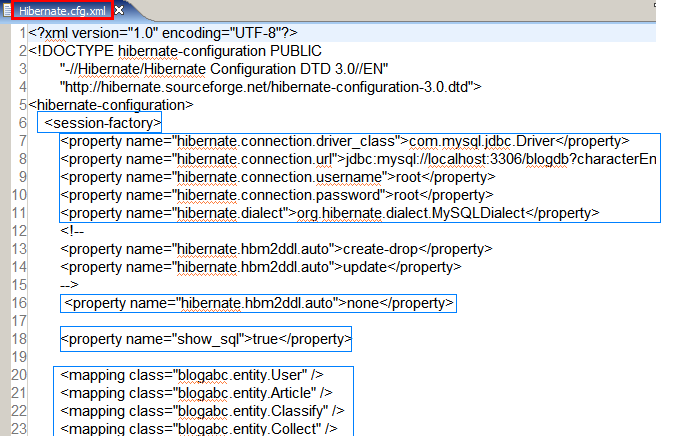 Hibernate.cfg.xml
1 <?xml version="1.0" encoding="UTF-8"?>
2 <!DOCTYPE hibernate-configuration PUBLIC
3 "-//Hibernate/Hibernate Configuration DTD 3.0//EN"
4 "http://hibernate.sourceforge.net/hibernate-configuration-3.0.dtd">
5 <hibernate-configuration>
6 <session-factory>
7 <property name="hibernate.connection.driver_class">com.mysql.jdbc.Driver</property>
8 <property name="hibernate.connection.url">jdbc:mysql://localhost:3306/blogdb?characterEn
9 <property name="hibernate.connection.username">root</property>
10 <property name="hibernate.connection.password">root</property>
11 <property name="hibernate.dialect">org.hibernate.dialect.MySQLDialect</property>
12 <!--
13 <property name="hibernate.hbm2ddl.auto">create-drop</property>
14 <property name="hibernate.hbm2ddl.auto">update</property>
15 -->
16 <property name="hibernate.hbm2ddl.auto">none</property>
17
18 <property name="show_sql">true</property>
19
20 <mapping class="blogabc.entity.User" />
21 <mapping class="blogabc.entity.Article" />
22 <mapping class="blogabc.entity.Classify" />
23 <mapping class="blogabc.entity.Collect" />